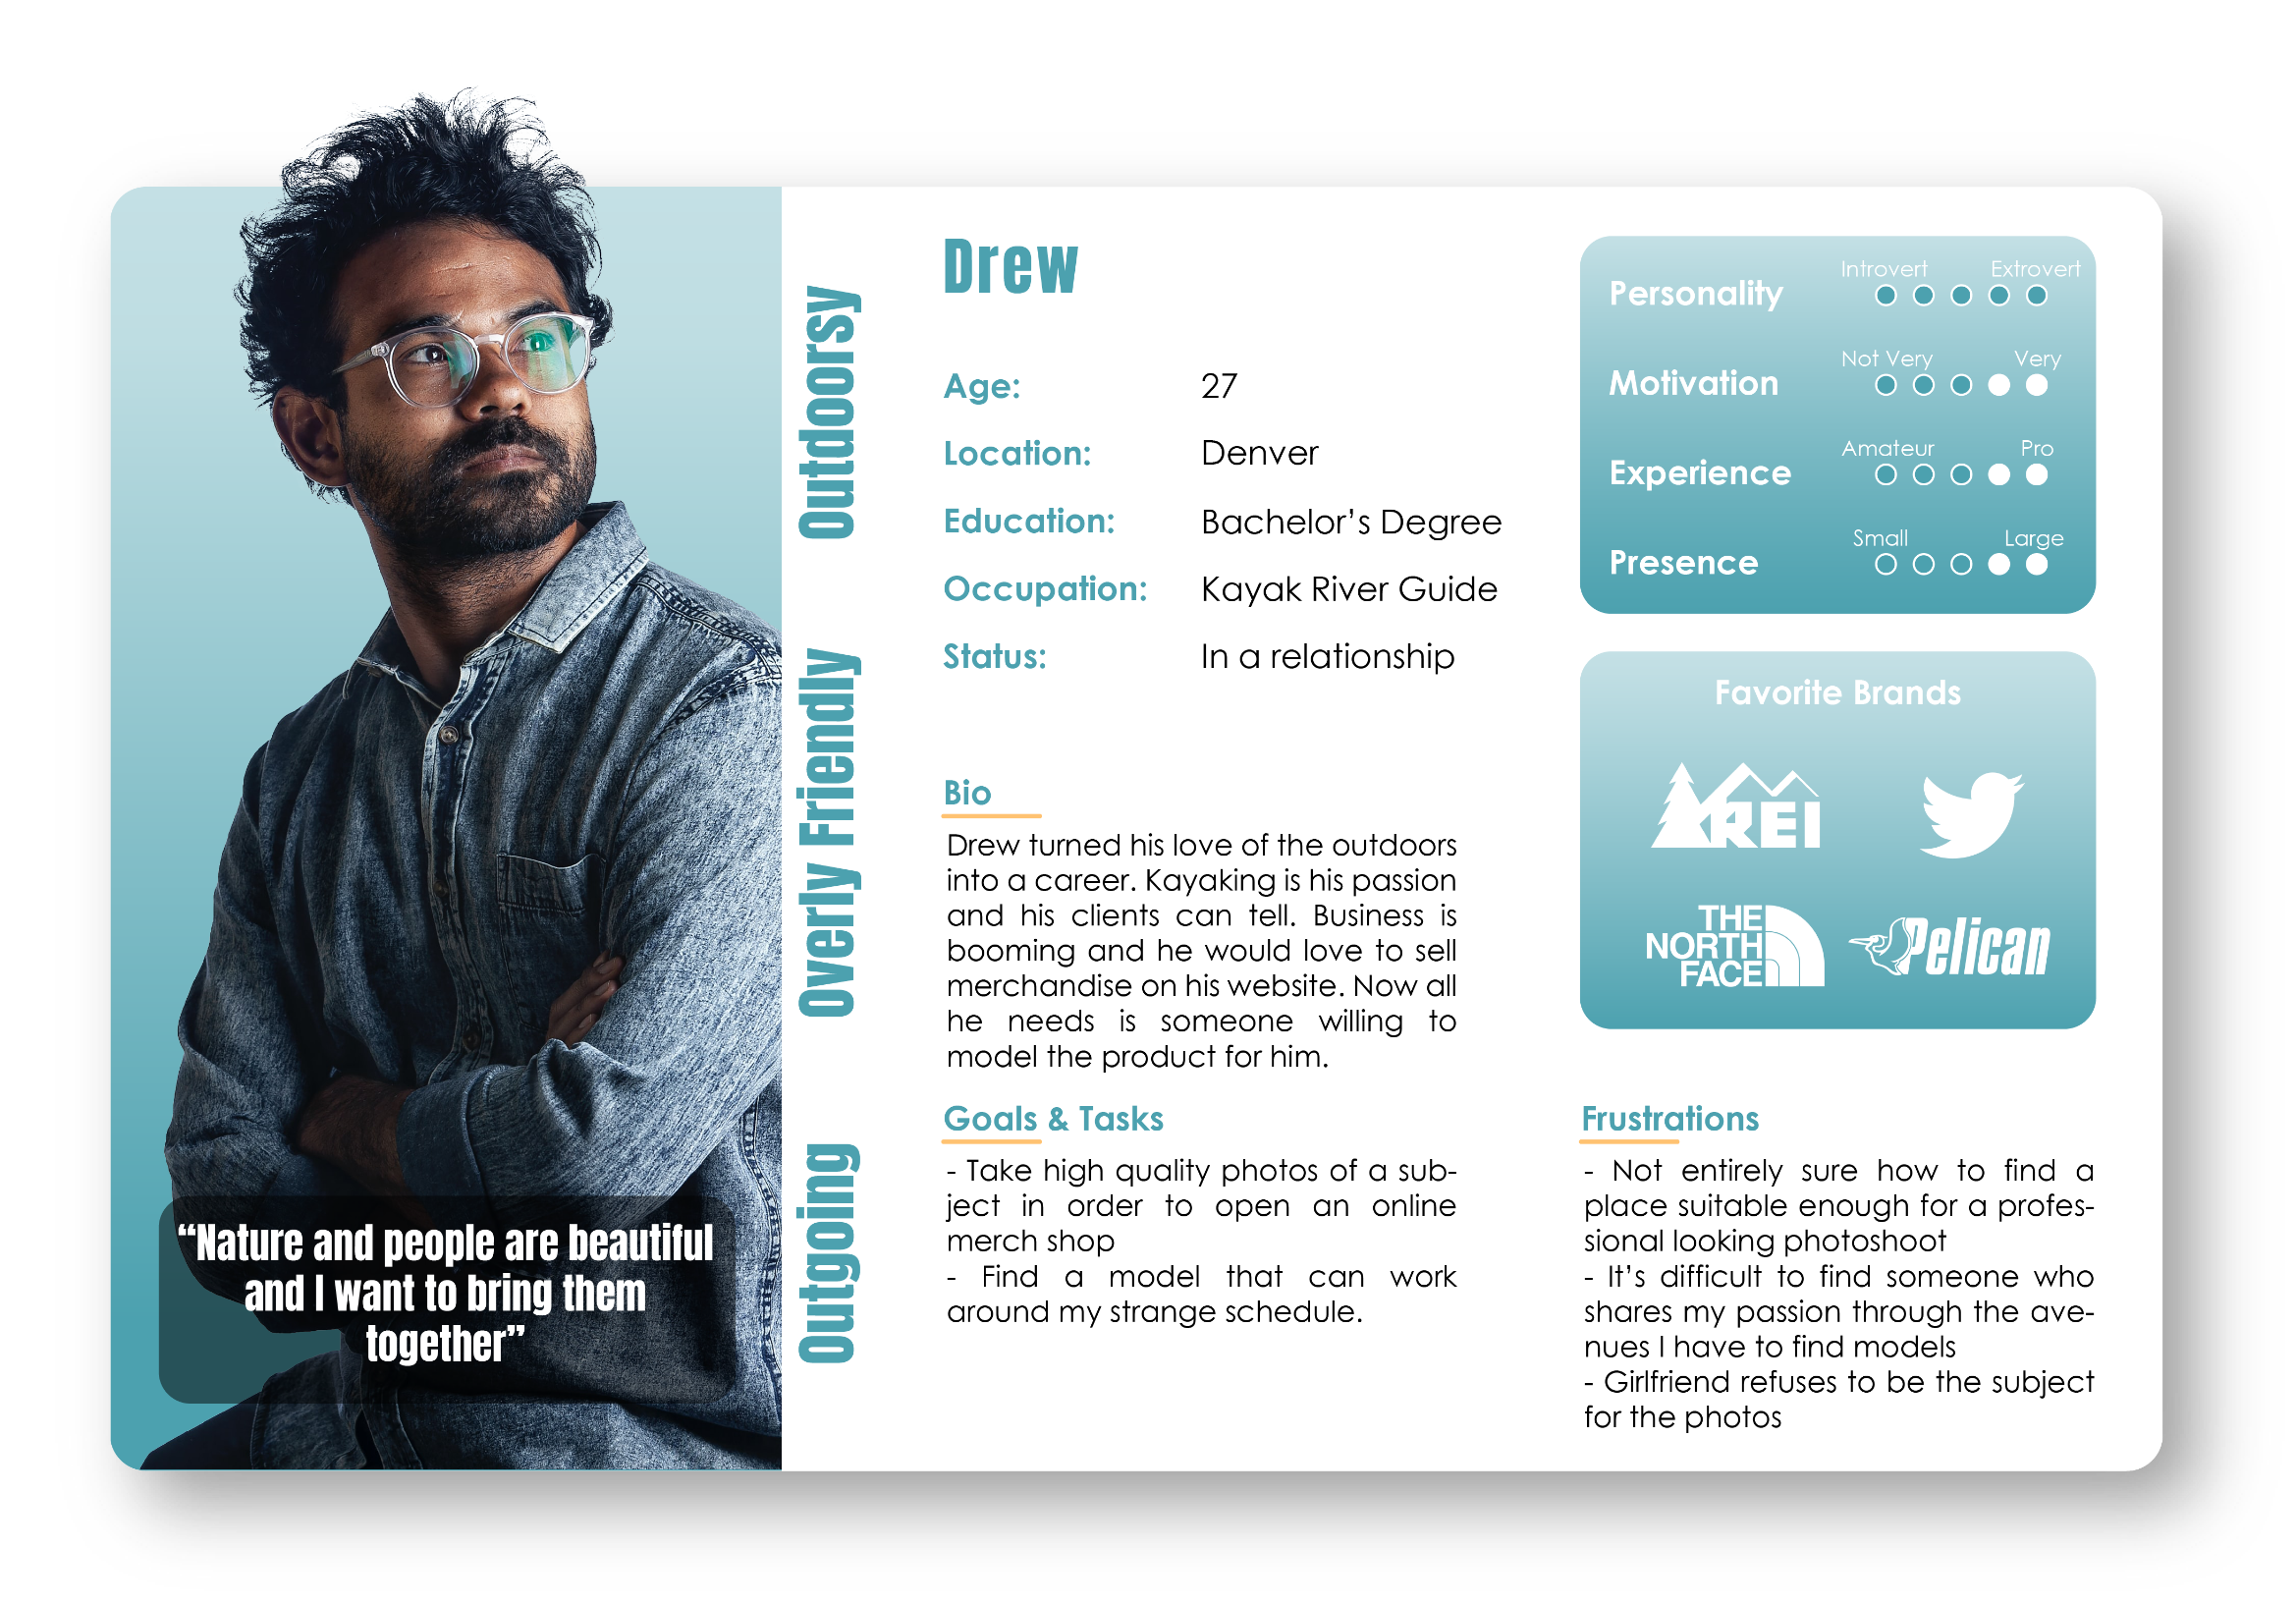 Drew
Age: 27
Location: Denver
Education: Bachelor’s Degree
Occupation: Kayak River Guide
Status: In a relationship
Outdoorsy
Overly Friendly
Outgoing
“Nature and people are beautiful
and I want to bring them
together”
Bio
Drew turned his love of the outdoors
into a career. Kayaking is his passion
and his clients can tell. Business is
booming and he would love to sell
merchandise on his website. Now all
he needs is someone willing to
model the product for him.
Goals & Tasks
- Take high quality photos of a sub-
ject in order to open an online
merch shop
- Find a model that can work
around my strange schedule.
Introvert Extrovert
Personality
Not Very Very
Motivation
Amateur Pro
Experience
Small Large
Presence
Favorite Brands
REI
THE
NORTH
FACE
Pelican
Frustrations
- Not entirely sure how to find a
place suitable enough for a profes-
sional looking photoshoot
- It’s difficult to find someone who
shares my passion through the ave-
nues I have to find models
- Girlfriend refuses to be the subject
for the photos